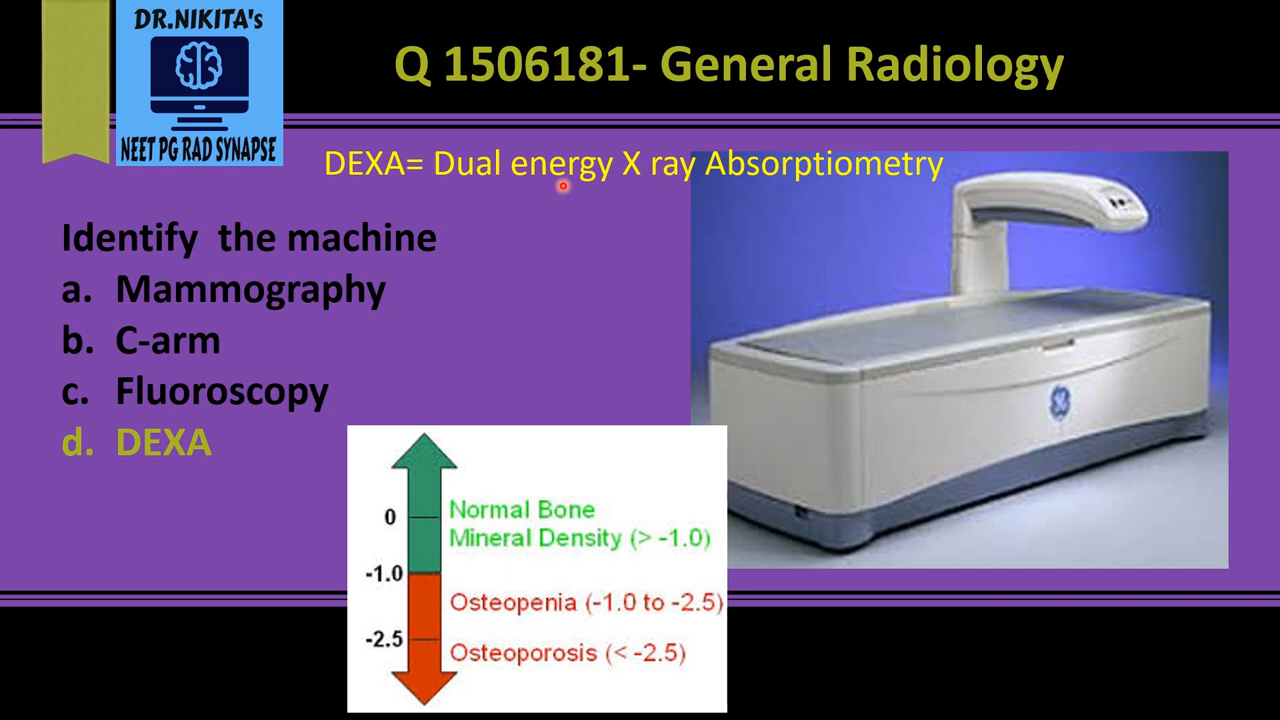 DR.NIKITA's
NEET PG RAD SYNAPSE
Q 1506181- General Radiology
DEXA= Dual energy X ray Absorptiometry
Identify  the machine
a. Mammography
b. C-arm
c. Fluoroscopy
d. DEXA
0
Normal Bone
Mineral Density (> -1.0)
-1.0
Osteopenia (-1.0 to -2.5)
-2.5
Osteoporosis (< -2.5)